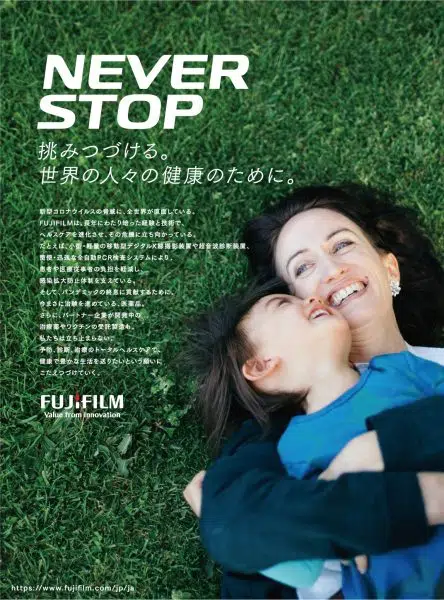 NEVER
STOP
挑みつづける。
世界の人々の健康のために。
新型コロナウイルスの脅威に、全世界が直面している。
FUJIFILMは、長年にわたり培った経験と技術で、
ヘルスケアを進化させ、その危機に立ち向かっている。
たとえば、小型・軽量の移動型デジタルX線撮影装置や超音波診断装置、
簡便・迅速な全自動PCR検査システムにより、
患者や医療従事者の負担を軽減し、
感染拡大防止体制を支えている。
そして、パンデミックの終息に貢献するために、
今まさに治験を進めている、医薬品。
さらに、パートナー企業が開発中の
治療薬やワクチンの受託製造も。
私たちは立ち止まらない。
予防、診断、治療のトータルヘルスケアで、
健康で豊かな生活を送りたいという願いに
こたえつづけていく。
FUJIFILM
Value from Innovation
https://www.fujifilm.com/jp/ja